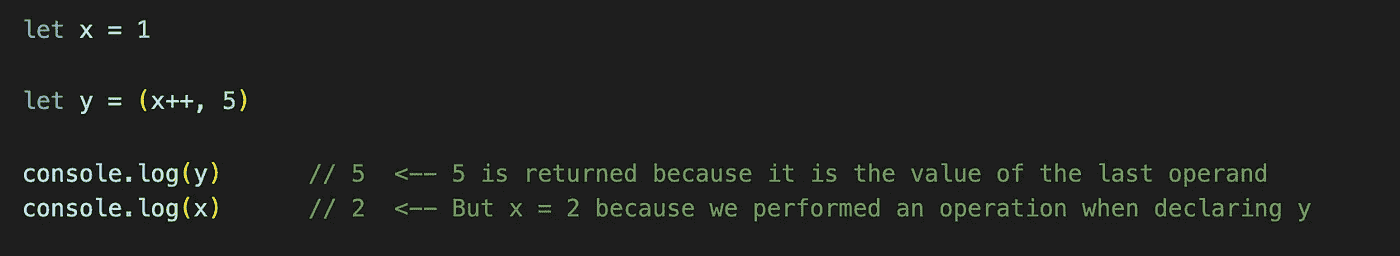 let x = 1
let y = (x++, 5)
console.log(y)      // 5  <-- 5 is returned because it is the value of the last operand
console.log(x)      // 2  <-- But x = 2 because we performed an operation when declaring y